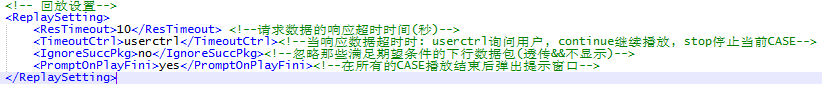 <!-- 回放设置-->
<ReplaySetting>
<ResTimeout>10</ResTimeout> <!--请求数据的响应超时时间(秒)-->
<TimeoutCtrl>userctrl</TimeoutCtrl><!--当响应数据超时时: userctrl询问用户, continue继续播放, stop停止当前CASE-->
<IgnoreSuccPkg>no</IgnoreSuccPkg><!--忽略那些满足期望条件的下行数据包(透传&&不显示)-->
<PromptOnPlayFini>yes</PromptOnPlayFini><!--在所有的CASE播放结束后弹出提示窗口-->
</ReplaySetting>